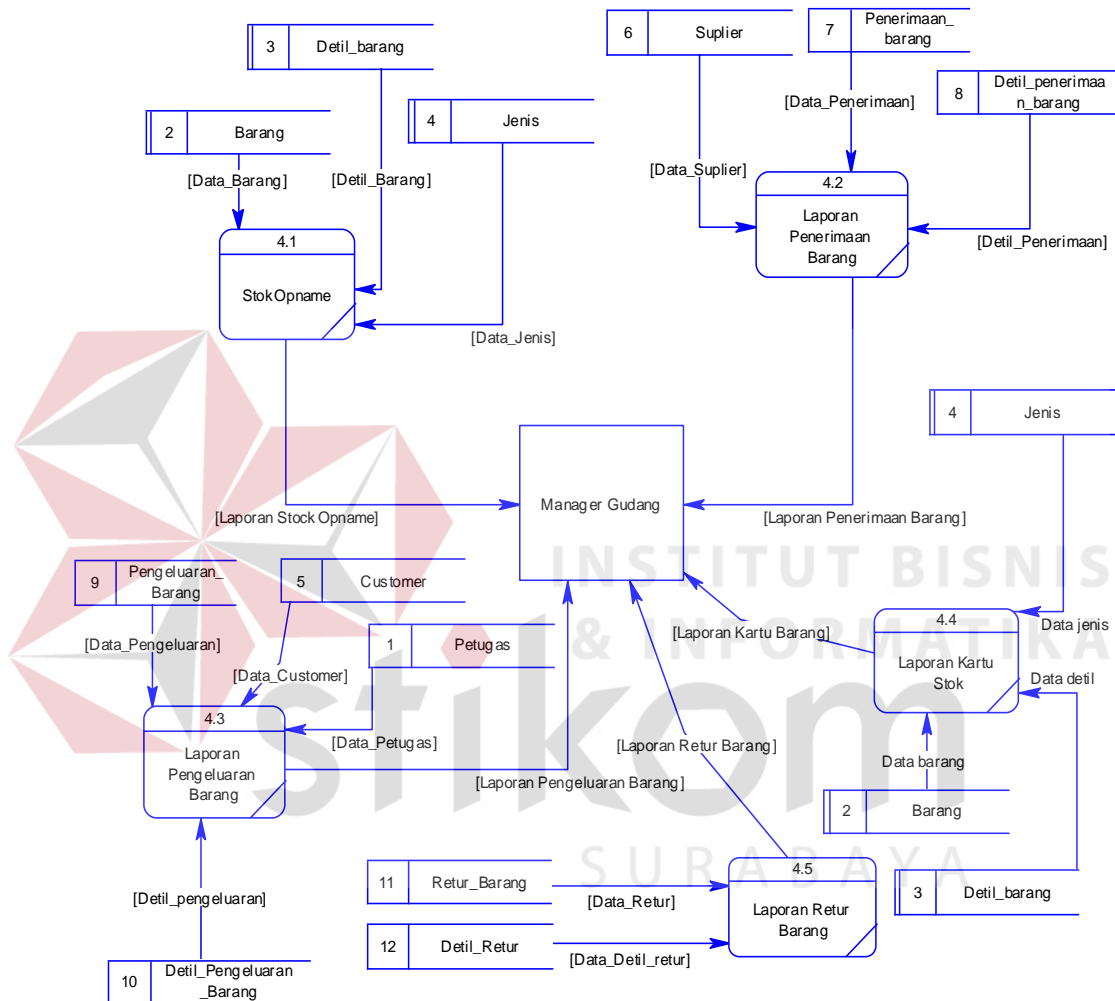 3
Detil_barang
6
Suplier
7
Penerimaan_
barang
8
Detil_penerimaa
n_barang
2
Barang
4
Jenis
[Data_Penerimaan]
[Data_Barang]
[Detil_Barang]
[Data_Suplier]
4.2
Laporan
Penerimaan
Barang
[Detil_Penerimaan]
4.1
Stok Opname
[Data_Jenis]
4
Jenis
Manager Gudang
[Laporan Stock Opname]
[Laporan Penerimaan Barang]
INSTITUT BISNIS
& INFORMATIKA
stikom
SURABAYA
9
Pengeluaran_
Barang
5
Customer
1
Petugas
[Data_Pengeluaran]
[Data_Customer]
[Laporan Kartu Barang]
Data jenis
4.4
Laporan Kartu
Stok
Data detil
4.3
Laporan
Pengeluaran
Barang
[Data_Petugas]
[Laporan Retur Barang]
[Laporan Pengeluaran Barang]
Data barang
2
Barang
4.5
Laporan Retur
Barang
11
Retur_Barang
[Data_Retur]
3
Detil_barang
[Detil_pengeluaran]
12
Detil_Retur
[Data_Detil_retur]
10
Detil_Pengeluaran
_Barang